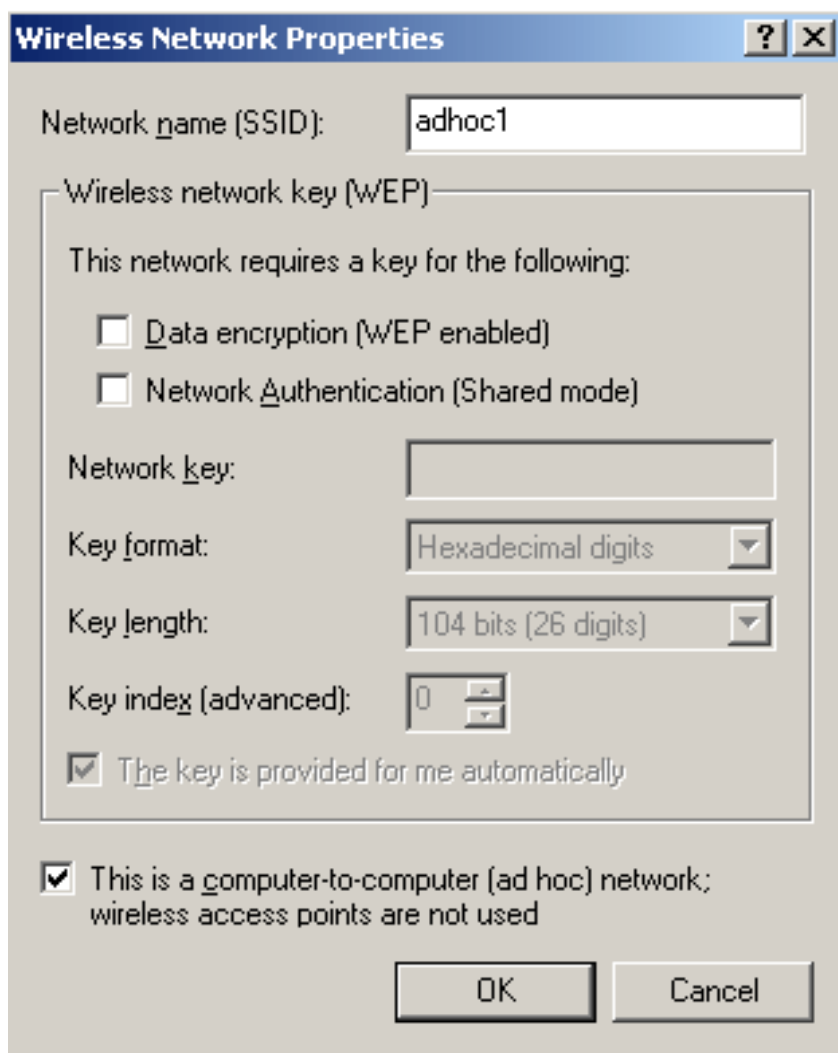 Wireless Network Properties
Network name (SSID): adhoc1
Wireless network key (WEP)
This network requires a key for the following:
Data encryption (WEP enabled)
Network Authentication (Shared mode)
Network key:
Key format: Hexadecimal digits
Key length: 104 bits (26 digits)
Key index (advanced): 0
The key is provided for me automatically
This is a computer-to-computer (ad hoc) network;
wireless access points are not used
OK Cancel